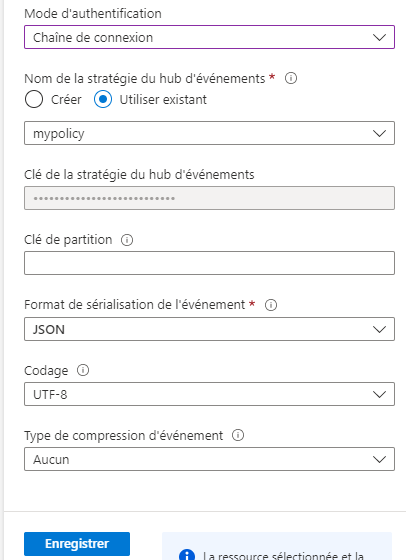 Mode d'authentification
Chaîne de connexion
Nom de la stratégie du hub d'événements *
Créer Utiliser existant
mypolicy
Clé de la stratégie du hub d'événements
Clé de partition
Format de sérialisation de l'événement *
JSON
Codage
UTF-8
Type de compression d'événement
Aucun
Enregistrer
La ressource sélectionnée et la